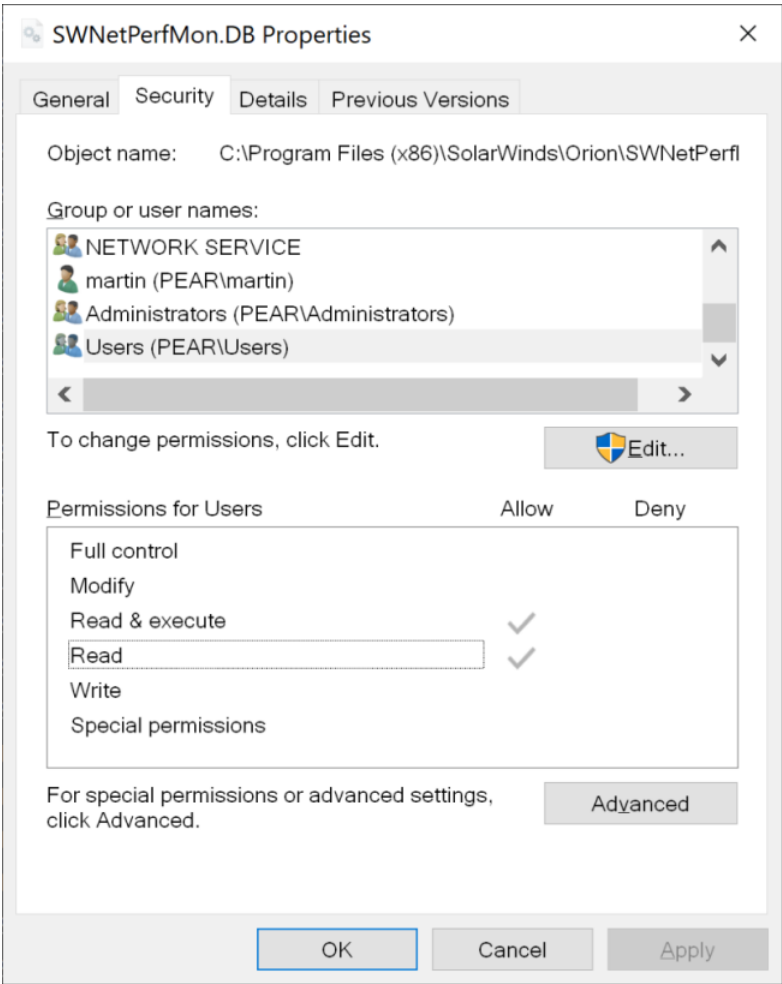 SWNetPerfMon.DB Properties
General Security Details Previous Versions
Object name: C:\Program Files (x86)\SolarWinds\Orion\SWNetPerfl
Group or user names:
NETWORK SERVICE
martin (PEAR\martin)
Administrators (PEAR\Administrators)
Users (PEAR\Users)
To change permissions, click Edit.
Edit...
Permissions for Users Allow Deny
Full control
Modify
Read & execute
Read
Write
Special permissions
For special permissions or advanced settings,
click Advanced.
Advanced
OK Cancel Apply